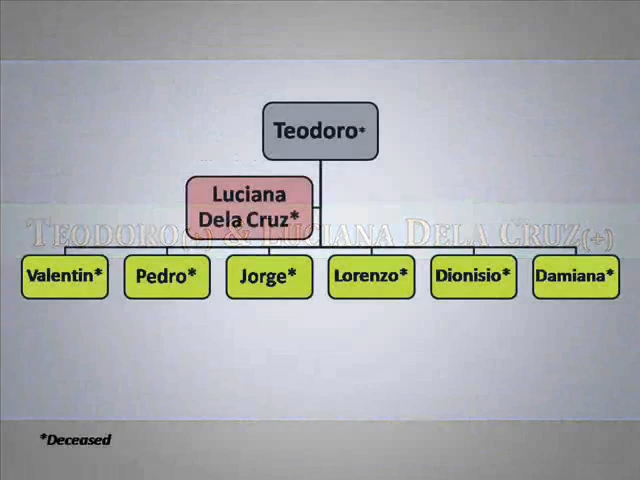 Teodoro*
Luciana
Dela Cruz*
TEODORO(+) & LUCIANA DELA CRUZ(+)
Valentin* Pedro* Jorge* Lorenzo* Dionisio* Damiana*
*Deceased